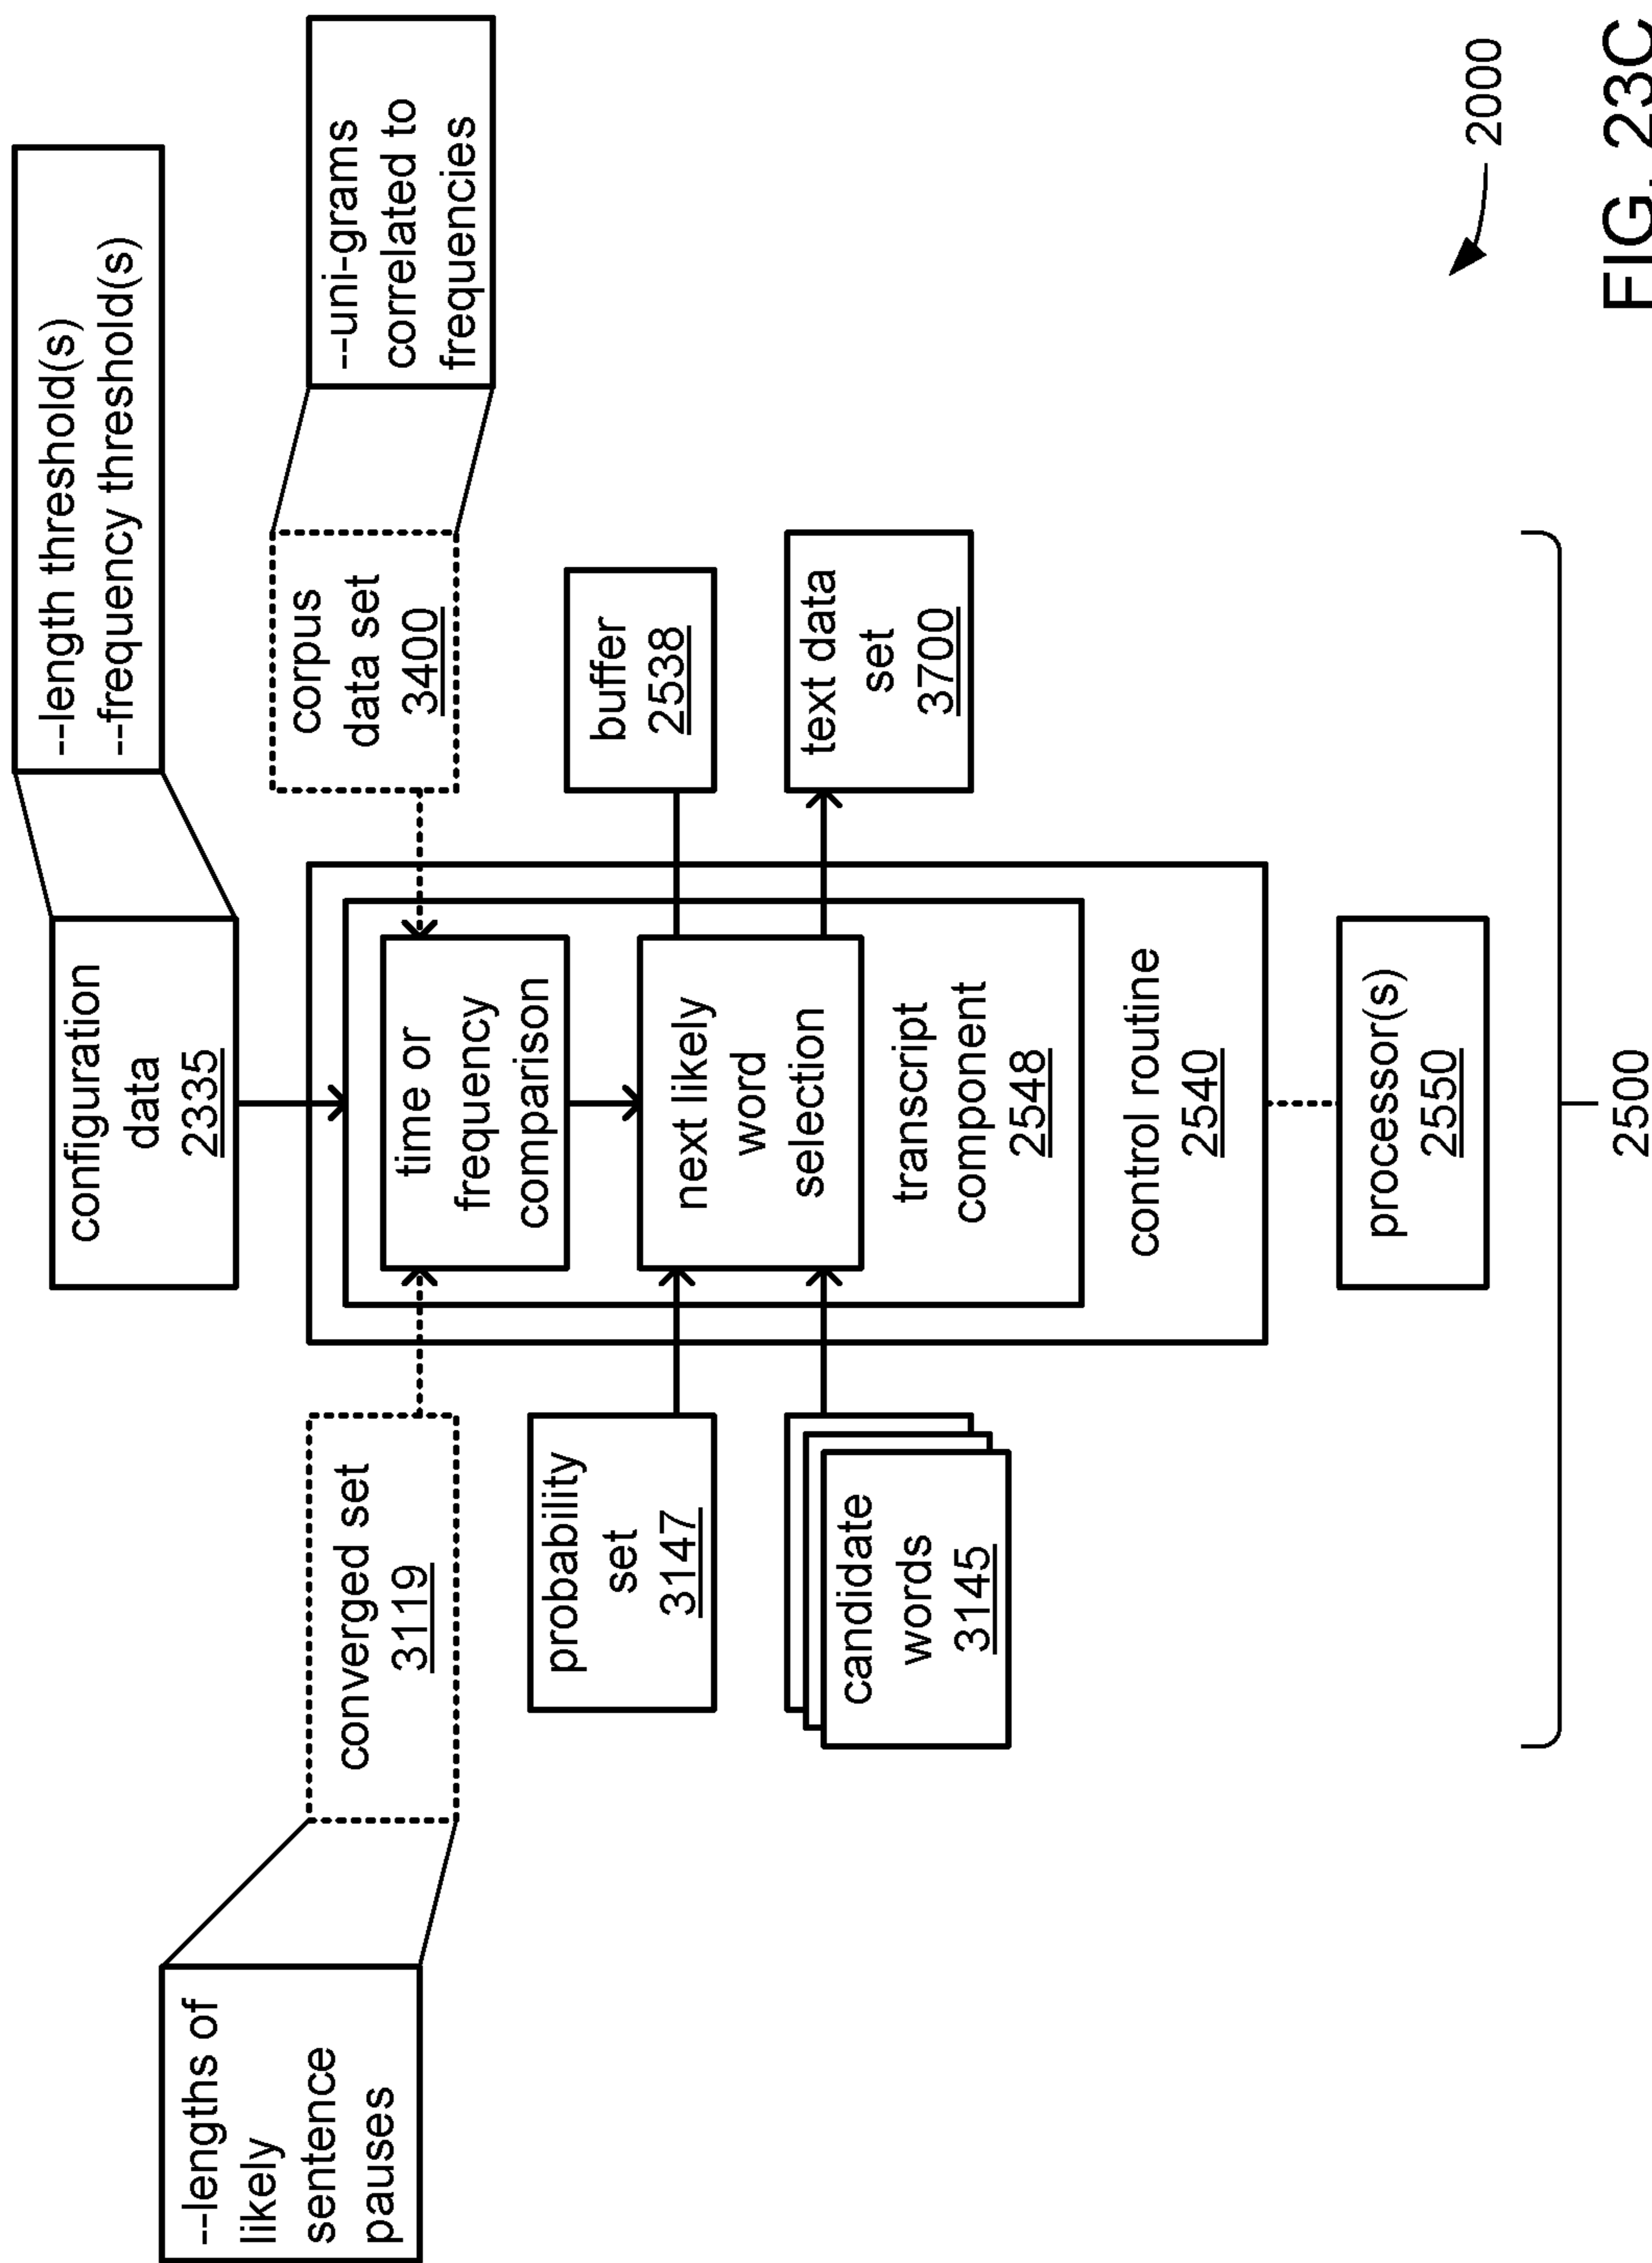 configuration
data
2335
--length threshold(s)
--frequency threshold(s)
--lengths of
likely
sentence
pauses
converged set
3119
time or
frequency
comparison
corpus
data set
3400
--uni-grams
correlated to
frequencies
probability
set
3147
next likely
word
selection
buffer
2538
candidate
words
3145
text data
set
3700
transcript
component
2548
control routine
2540
processor(s)
2550
2500
2000
FIG. 23C